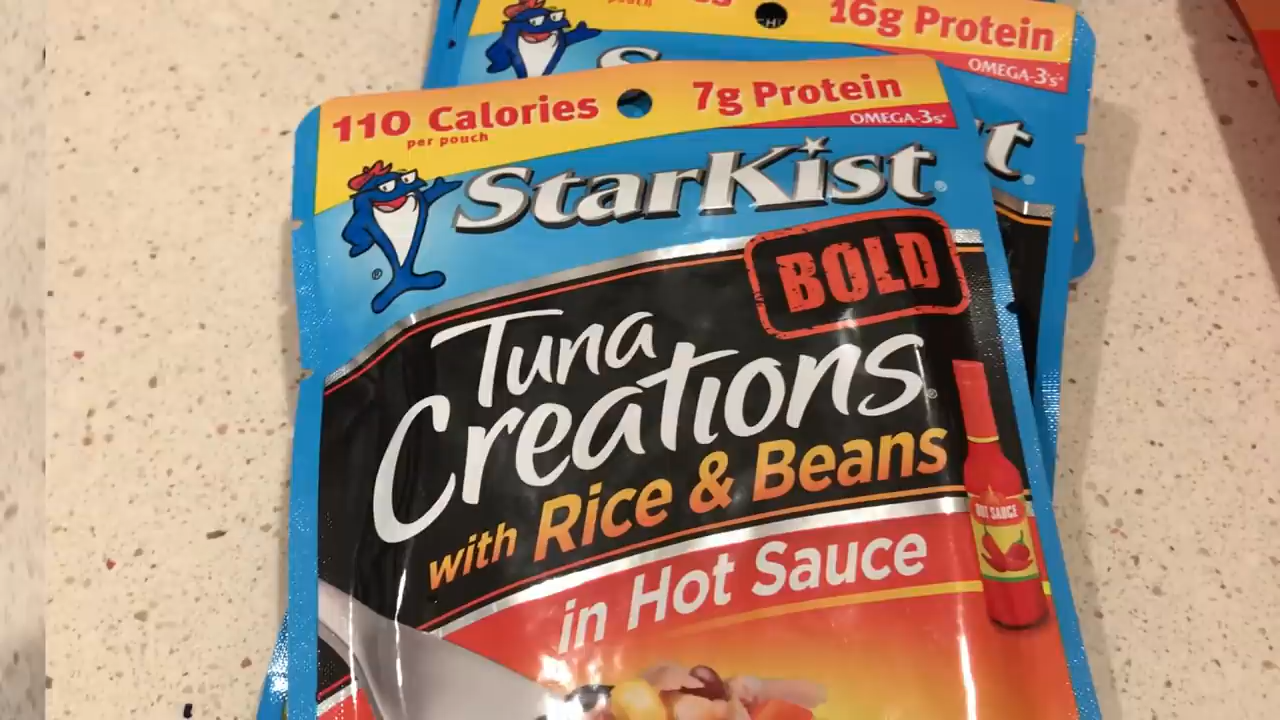 16g Protein
OMEGA-3s*
110 Calories
per pouch
7g Protein
OMEGA-3s*
StarKist®
BOLD
Tuna
Creations®
with Rice & Beans
in Hot Sauce
HOT SAUCE
®